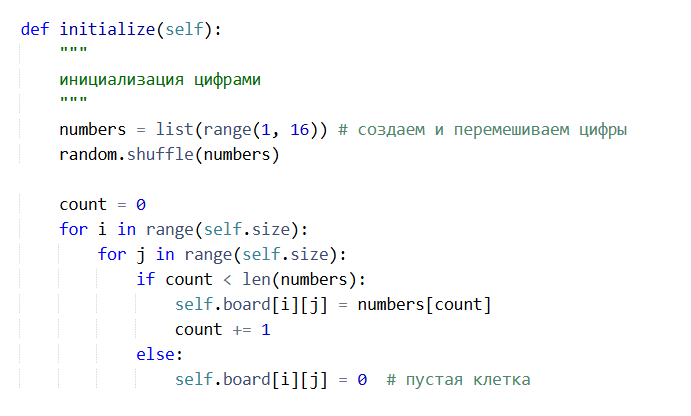 def initialize(self):
    """
    инициализация цифрами
    """
    numbers = list(range(1, 16)) # создаем и перемешиваем цифры
    random.shuffle(numbers)

    count = 0
    for i in range(self.size):
        for j in range(self.size):
            if count < len(numbers):
                self.board[i][j] = numbers[count]
                count += 1
            else:
                self.board[i][j] = 0  # пустая клетка